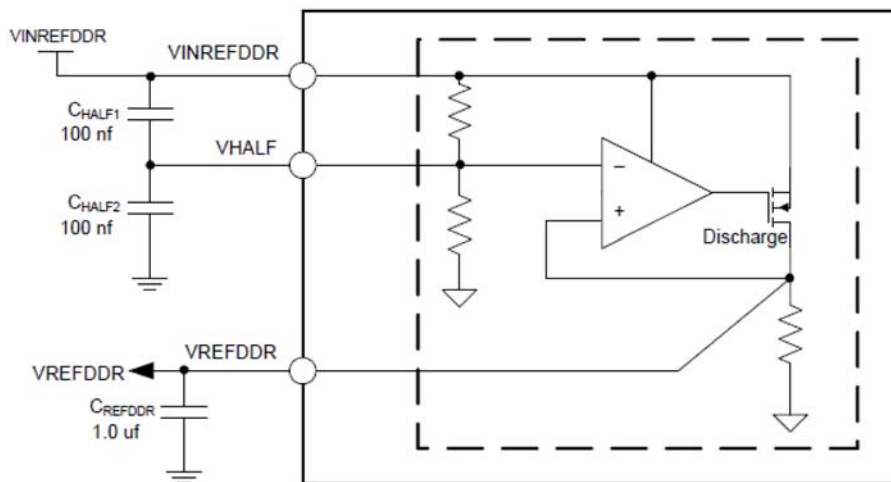 VINREFDDR
VINREFDDR
CHALF1
100 nf
VHALF
CHALF2
100 nf
−
+
Discharge
VREFDDR
VREFDDR
CREFDDR
1.0 uf